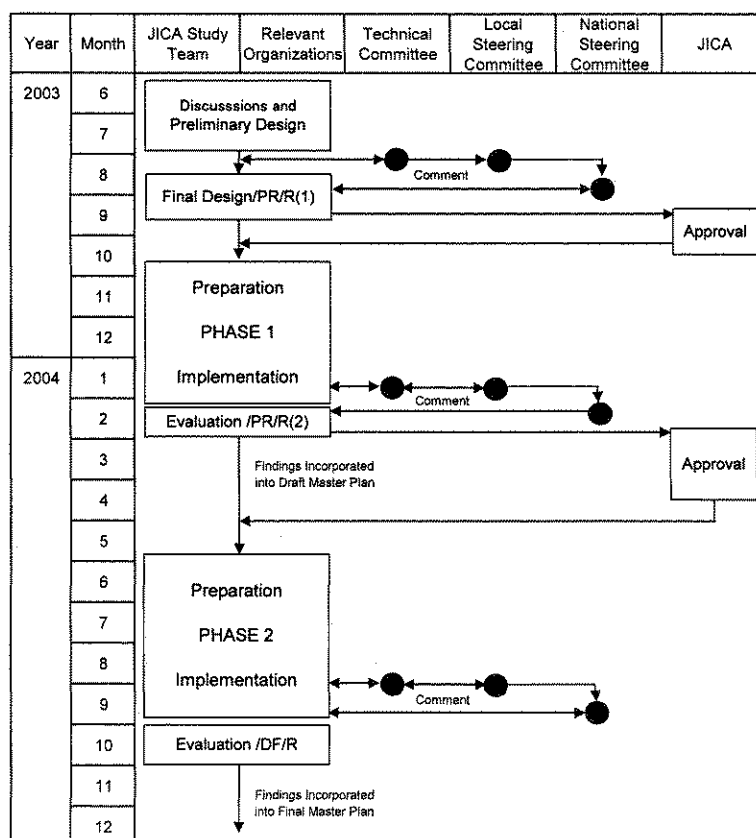 Year
Month
JICA Study
Team
Relevant
Organizations
Technical
Committee
Local
Steering
Committee
National
Steering
Committee
JICA
2003
6
Discusssions and
Preliminary Design
7
8
Comment
Final Design/PR/R(1)
9
Approval
10
Preparation
11
PHASE 1
12
2004
1
Implementation
Comment
2
Evaluation /PR/R(2)
3
Findings Incorporated
into Draft Master Plan
Approval
4
5
6
Preparation
7
PHASE 2
8
Implementation
9
Comment
10
Evaluation /DF/R
11
Findings Incorporated
into Final Master Plan
12